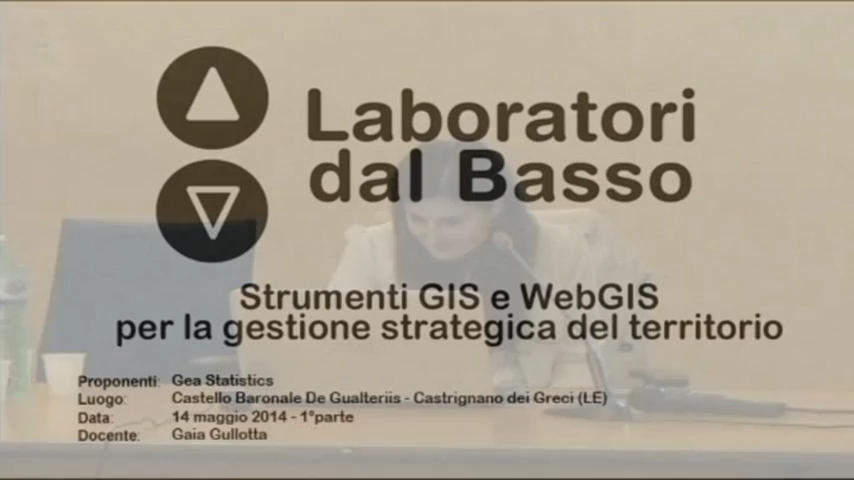 Laboratori
dal Basso
Strumenti GIS e WebGIS
per la gestione strategica del territorio
Proponenti: Gea Statistics
Luogo: Castello Baronale De Gualteriis - Castrignano dei Greci (LE)
Data: 14 maggio 2014 - 1°parte
Docente: Gaia Gullotta